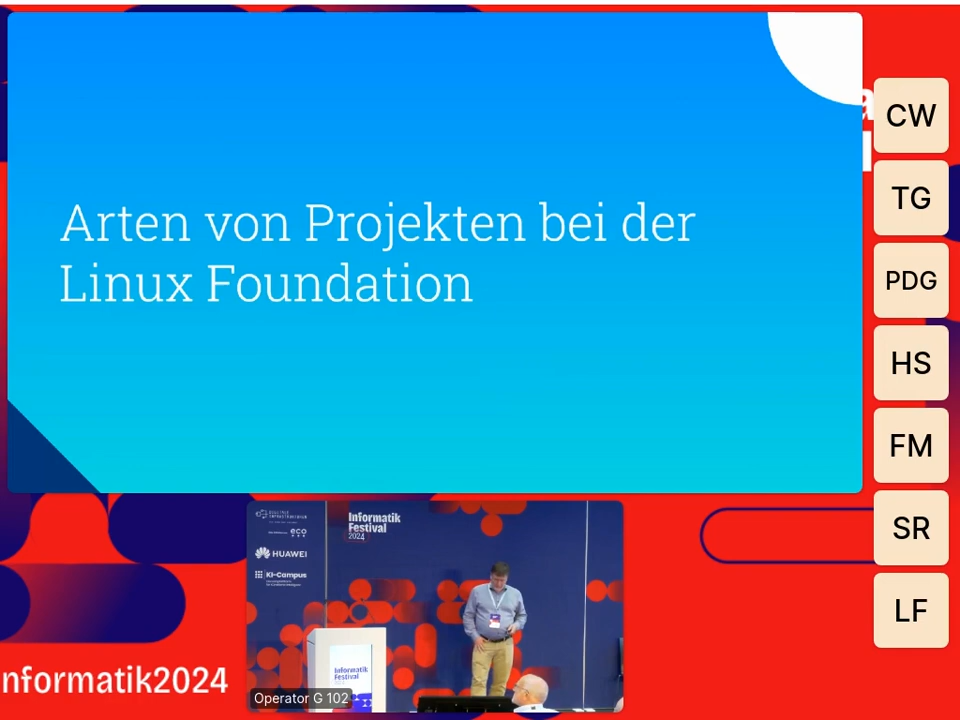 Arten von Projekten bei der
Linux Foundation
CW
TG
PDG
HS
FM
SR
LF
Informatik
Festival
2024
eco
HUAWEI
KI-Campus
Informatik
Festival
Operator G 102
nformatik2024